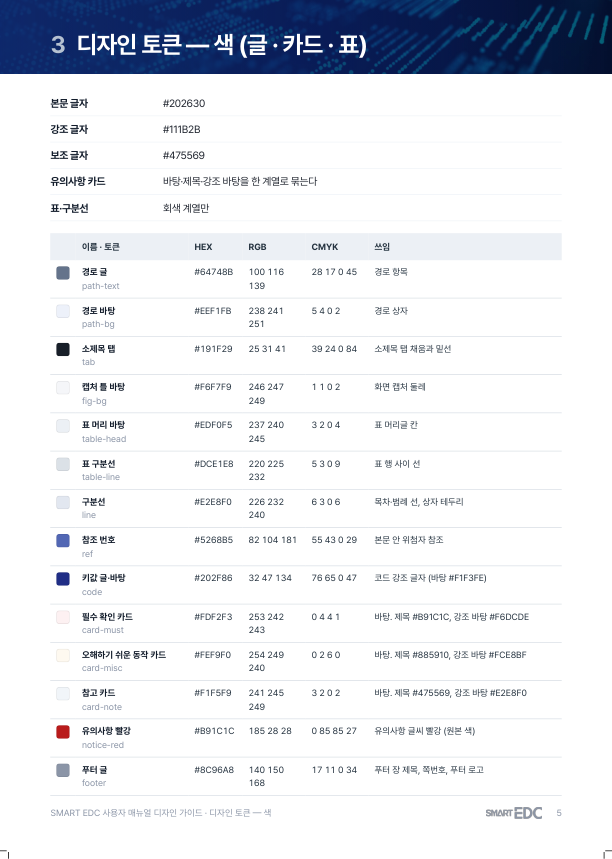 3 디자인 토큰 — 색 (글 · 카드 · 표)
본문 글자 #202630
강조 글자 #111B2B
보조 글자 #475569
유의사항 카드 바탕·제목·강조 바탕을 한 계열로 묶는다
표·구분선 회색 계열만
이름 · 토큰 HEX RGB CMYK 쓰임
경로 글 #64748B 100 116 28 17 0 45 경로 항목
path-text 139
경로 바탕 #EEF1FB 238 241 5 4 0 2 경로 상자
path-bg 251
소제목 탭 #191F29 25 31 41 39 24 0 84 소제목 탭 채움과 밑선
tab
캡처 틀 바탕 #F6F7F9 246 247 1 1 0 2 화면 캡처 둘레
fig-bg 249
표 머리 바탕 #EDF0F5 237 240 3 2 0 4 표 머리글 칸
table-head 245
표 구분선 #DCE1E8 220 225 5 3 0 9 표 행 사이 선
table-line 232
구분선 #E2E8F0 226 232 6 3 0 6 목차·범례 선, 상자 테두리
line 240
참조 번호 #5268B5 82 104 181 55 43 0 29 본문 안 위첨자 참조
ref
키값 글·바탕 #202F86 32 47 134 76 65 0 47 코드 강조 글자 (바탕 #F1F3FE)
code
필수 확인 카드 #FDF2F3 253 242 0 4 4 1 바탕. 제목 #B91C1C, 강조 바탕 #F6DCDE
card-must 243
오해하기 쉬운 동작 카드 #FEF9F0 254 249 0 2 6 0 바탕. 제목 #885910, 강조 바탕 #FCE8BF
card-misc 240
참고 카드 #F1F5F9 241 245 3 2 0 2 바탕. 제목 #475569, 강조 바탕 #E2E8F0
card-note 249
유의사항 빨강 #B91C1C 185 28 28 0 85 85 27 유의사항 글씨 빨강 (원본 색)
notice-red
푸터 글 #8C96A8 140 150 17 11 0 34 푸터 장 제목, 쪽번호, 푸터 로고
footer 168
SMART EDC 사용자 매뉴얼 디자인 가이드 · 디자인 토큰 — 색 SMART EDC 5